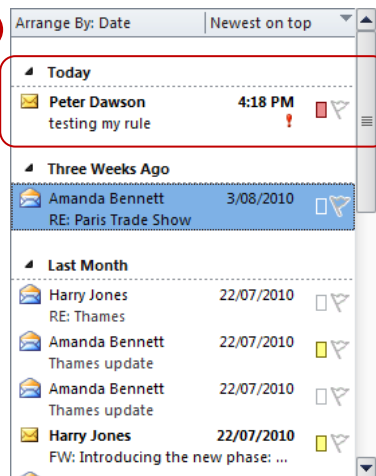 Arrange By: Date Newest on top
Today
Peter Dawson 4:18 PM
testing my rule
Three Weeks Ago
Amanda Bennett 3/08/2010
RE: Paris Trade Show
Last Month
Harry Jones 22/07/2010
RE: Thames
Amanda Bennett 22/07/2010
Thames update
Amanda Bennett 22/07/2010
Thames update
Harry Jones 22/07/2010
FW: Introducing the new phase: ...